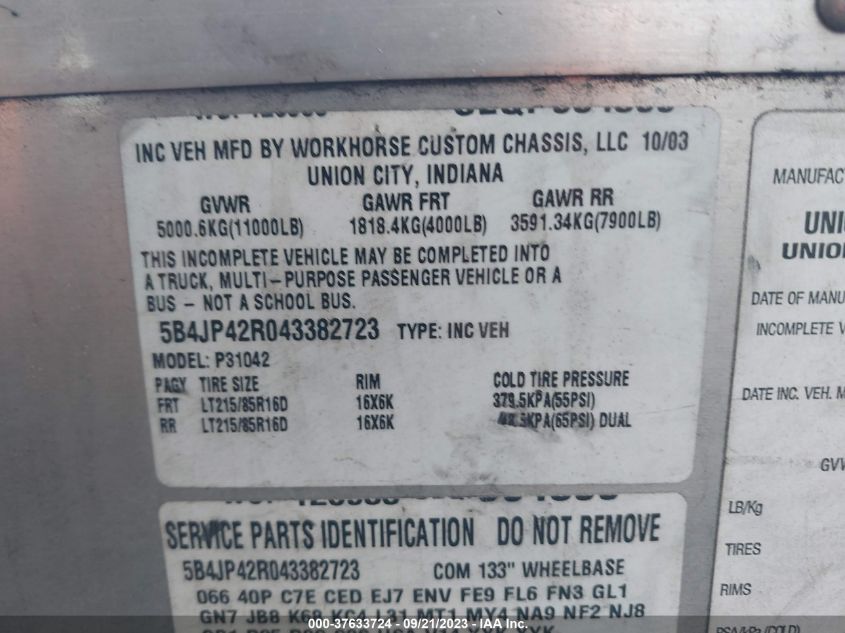 INC VEH MFD BY WORKHORSE CUSTOM CHASSIS, LLC 10/03
UNION CITY, INDIANA
GVWR GAWR FRT GAWR RR
5000.6KG(11000LB) 1818.4KG(4000LB) 3591.34KG(7900LB)
THIS INCOMPLETE VEHICLE MAY BE COMPLETED INTO
A TRUCK, MULTI-PURPOSE PASSENGER VEHICLE OR A
BUS - NOT A SCHOOL BUS.
5B4JP42R043382723 TYPE: INC VEH
MODEL: P31042
PAGY TIRE SIZE RIM COLD TIRE PRESSURE
FRT LT215/85R16D 16X6K 379.5KPA(55PSI)
RR LT215/85R16D 16X6K (65PSI) DUAL
SERVICE PARTS IDENTIFICATION DO NOT REMOVE
5B4JP42R043382723 COM 133" WHEELBASE
066 40P C7E CED EJ7 ENV FE9 FL6 FN3 GL1
GN7 JB8 K68 KC4 L31 MT1 MY4 NA9 NF2 NJ8
MANUFAC
UNI
UNION
DATE OF MANU
INCOMPLETE V
DATE INC. VEH. M
GVW
LB/Kg
TIRES
RIMS
000-37633724 - 09/21/2023 - 0000